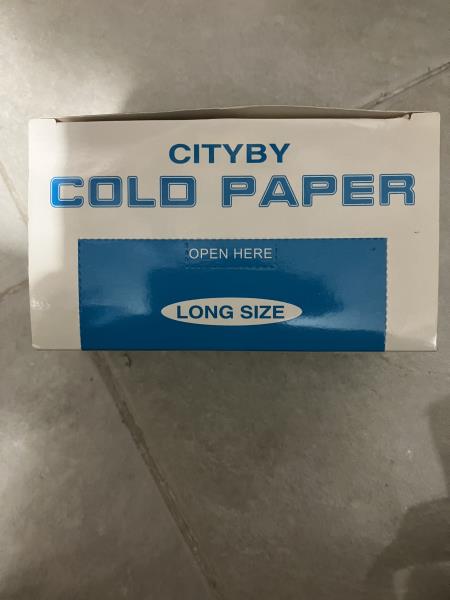 CITYBY
COLD PAPER
OPEN HERE
LONG SIZE